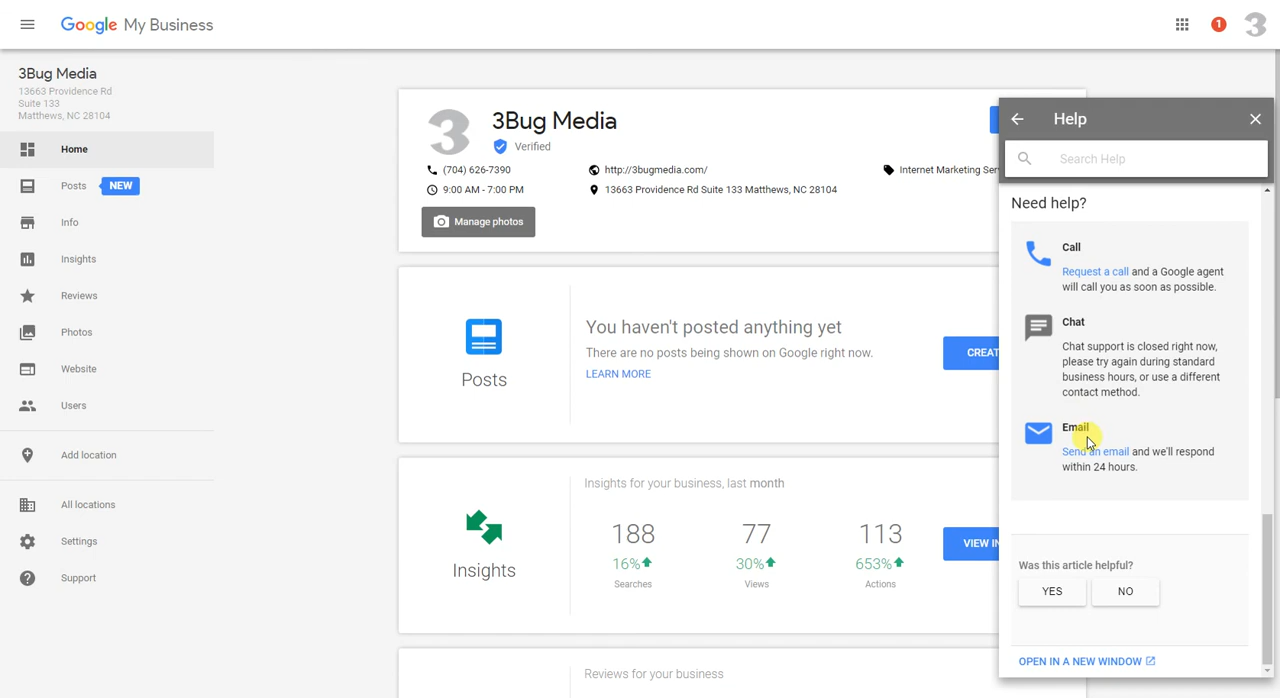 Google My Business
1
3
3Bug Media
13663 Providence Rd
Suite 133
Matthews, NC 28104
Home
Posts NEW
Info
Insights
Reviews
Photos
Website
Users
Add location
All locations
Settings
Support
3
3Bug Media
Verified
(704) 626-7390
http://3bugmedia.com/
Internet Marketing Ser
9:00 AM - 7:00 PM
13663 Providence Rd Suite 133 Matthews, NC 28104
Manage photos
Posts
You haven't posted anything yet
There are no posts being shown on Google right now.
LEARN MORE
CREAT
Insights
Insights for your business, last month
188
16%
Searches
77
30%
Views
113
653%
Actions
VIEW IN
Reviews for your business
Help
Search Help
Need help?
Call
Request a call and a Google agent
will call you as soon as possible.
Chat
Chat support is closed right now,
please try again during standard
business hours, or use a different
contact method.
Email
Send an email and we'll respond
within 24 hours.
Was this article helpful?
YES
NO
OPEN IN A NEW WINDOW